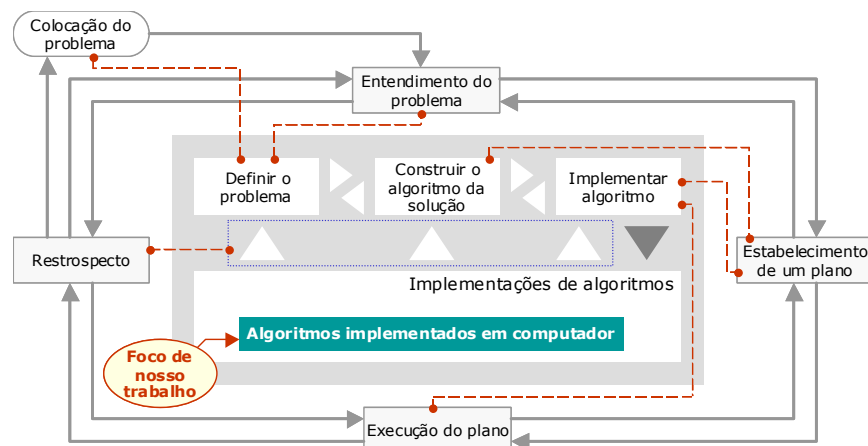 Colocação do
problema
Entendimento do
problema
Definir o
problema
Construir o
algoritmo da
solução
Implementar
algoritmo
Restrospecto
Estabelecimento
de um plano
Implementações de algoritmos
Algoritmos implementados em computador
Foco de
nosso
trabalho
Execução do plano